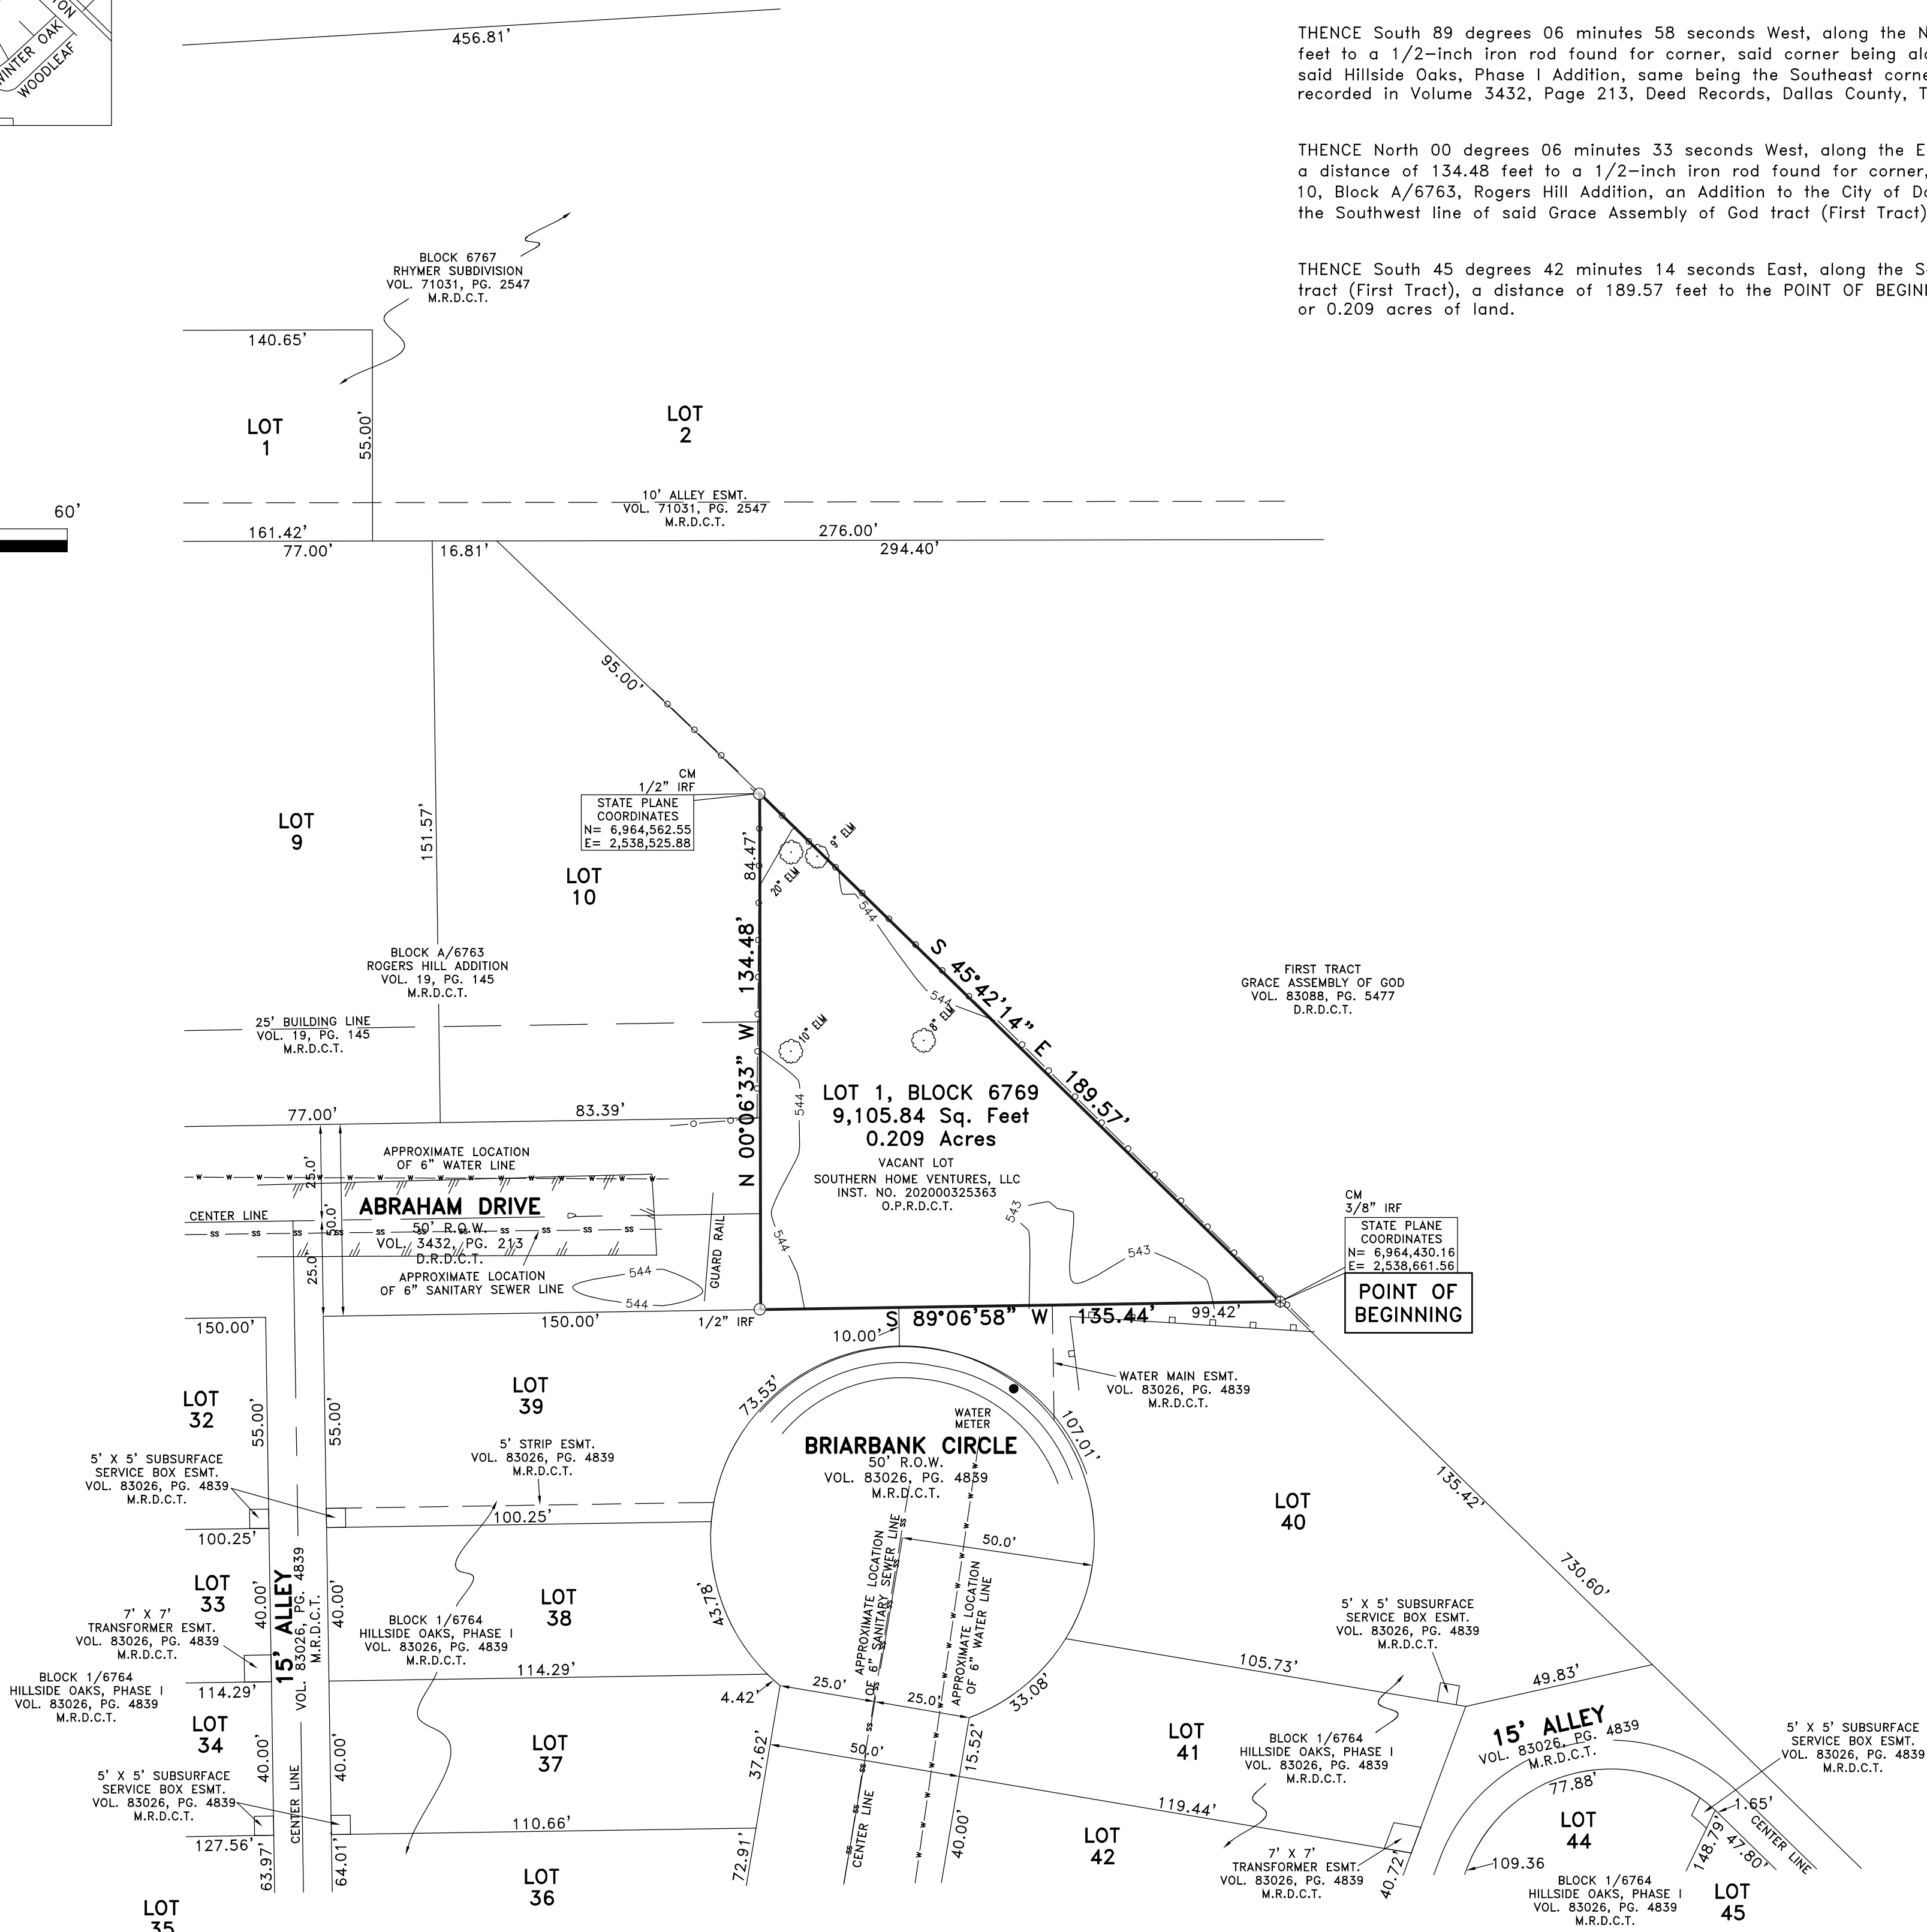 WINTER OAK
WOODLEAF
456.81'
THENCE South 89 degrees 06 minutes 58 seconds West, along the N
feet to a 1/2-inch iron rod found for corner, said corner being
said Hillside Oaks, Phase I Addition, same being the Southeast
recorded in Volume 3432, Page 213, Deed Records, Dallas County,
THENCE North 00 degrees 06 minutes 33 seconds West, along the
a distance of 134.48 feet to a 1/2-inch iron rod found for corner,
10, Block A/6763, Rogers Hill Addition, an Addition to the City of
the Southwest line of said Grace Assembly of God tract (First Tract)
THENCE South 45 degrees 42 minutes 14 seconds East, along the
tract (First Tract), a distance of 189.57 feet to the POINT OF
or 0.209 acres of land.
BLOCK 6767
RHYMER SUBDIVISION
VOL. 71031, PG. 2547
M.R.D.C.T.
140.65'
55.00'
LOT
1
LOT
2
60'
10' ALLEY ESMT.
VOL. 71031, PG. 2547
M.R.D.C.T.
161.42'
276.00'
77.00'
16.81'
294.40'
95.00'
CM
1/2" IRF
STATE PLANE
COORDINATES
N= 6,964,562.55
E= 2,538,525.88
LOT
9
151.57'
LOT
10
84.47'
20" ELM
9" ELM
544
BLOCK A/6763
ROGERS HILL ADDITION
VOL. 19, PG. 145
M.R.D.C.T.
N 00°06'33" W 134.48'
S 45°42'14" E 189.57'
544
FIRST TRACT
GRACE ASSEMBLY OF GOD
VOL. 83088, PG. 5477
D.R.D.C.T.
25' BUILDING LINE
VOL. 19, PG. 145
M.R.D.C.T.
10" ELM
8" ELM
544
LOT 1, BLOCK 6769
9,105.84 Sq. Feet
0.209 Acres
VACANT LOT
SOUTHERN HOME VENTURES, LLC
INST. NO. 202000325363
O.P.R.D.C.T.
77.00'
83.39'
APPROXIMATE LOCATION
OF 6" WATER LINE
25.0'
50.0'
25.0'
ABRAHAM DRIVE
50' R.O.W.
VOL. 3432, PG. 213
D.R.D.C.T.
CENTER LINE
APPROXIMATE LOCATION
OF 6" SANITARY SEWER LINE
544
544
GUARD RAIL
544
543
543
CM
3/8" IRF
STATE PLANE
COORDINATES
N= 6,964,430.16
E= 2,538,661.56
POINT OF
BEGINNING
150.00'
150.00'
1/2" IRF
S 89°06'58" W 135.44'
99.42'
10.00'
WATER MAIN ESMT.
VOL. 83026, PG. 4839
M.R.D.C.T.
LOT
32
55.00'
55.00'
LOT
39
73.53'
WATER
METER
107.01'
BRIARBANK CIRCLE
50' R.O.W.
VOL. 83026, PG. 4839
M.R.D.C.T.
5' X 5' SUBSURFACE
SERVICE BOX ESMT.
VOL. 83026, PG. 4839
M.R.D.C.T.
5' STRIP ESMT.
VOL. 83026, PG. 4839
M.R.D.C.T.
135.42'
LOT
40
100.25'
100.25'
50.0'
APPROXIMATE LOCATION
OF 6" SANITARY SEWER LINE
APPROXIMATE LOCATION
OF 6" WATER LINE
730.60'
LOT
33
40.00'
15' ALLEY
VOL. 83026, PG. 4839
M.R.D.C.T.
40.00'
LOT
38
43.78'
7' X 7'
TRANSFORMER ESMT.
VOL. 83026, PG. 4839
M.R.D.C.T.
BLOCK 1/6764
HILLSIDE OAKS, PHASE I
VOL. 83026, PG. 4839
M.R.D.C.T.
5' X 5' SUBSURFACE
SERVICE BOX ESMT.
VOL. 83026, PG. 4839
M.R.D.C.T.
BLOCK 1/6764
HILLSIDE OAKS, PHASE I
VOL. 83026, PG. 4839
M.R.D.C.T.
114.29'
114.29'
4.42'
25.0'
25.0'
33.08'
105.73'
49.83'
LOT
34
40.00'
40.00'
LOT
37
37.62'
50.0'
15.52'
LOT
41
BLOCK 1/6764
HILLSIDE OAKS, PHASE I
VOL. 83026, PG. 4839
M.R.D.C.T.
15' ALLEY
VOL. 83026, PG. 4839
M.R.D.C.T.
5' X 5' SUBSURFACE
SERVICE BOX ESMT.
VOL. 83026, PG. 4839
M.R.D.C.T.
5' X 5' SUBSURFACE
SERVICE BOX ESMT.
VOL. 83026, PG. 4839
M.R.D.C.T.
CENTER LINE
77.88'
119.44'
1.65'
127.56'
110.66'
63.97'
64.01'
72.91'
CENTER LINE
40.00'
LOT
42
7' X 7'
TRANSFORMER ESMT.
VOL. 83026, PG. 4839
M.R.D.C.T.
40.72'
109.36
LOT
44
148.79'
47.80'
CENTER LINE
LOT
36
LOT
35
BLOCK 1/6764
HILLSIDE OAKS, PHASE I
VOL. 83026, PG. 4839
M.R.D.C.T.
LOT
45